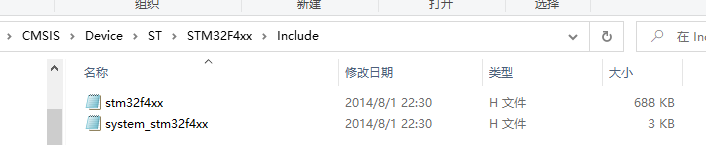 组织 新建 打开 选择
CMSIS > Device > ST > STM32F4xx > Include 在
名称 修改日期 类型 大小
stm32f4xx 2014/8/1 22:30 H 文件 688 KB
system_stm32f4xx 2014/8/1 22:30 H 文件 3 KB